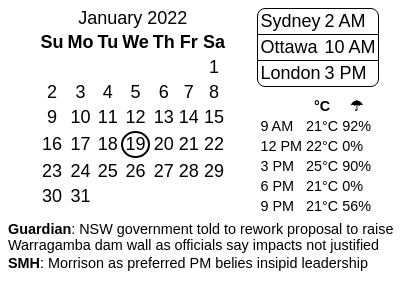 January 2022
Su Mo Tu We Th Fr Sa
1
2 3 4 5 6 7 8
9 10 11 12 13 14 15
16 17 18 19 20 21 22
23 24 25 26 27 28 29
30 31
Sydney 2 AM
Ottawa 10 AM
London 3 PM
°C ☂
9 AM 21°C 92%
12 PM 22°C 0%
3 PM 25°C 90%
6 PM 21°C 0%
9 PM 21°C 56%
Guardian: NSW government told to rework proposal to raise
Warragamba dam wall as officials say impacts not justified
SMH: Morrison as preferred PM belies insipid leadership